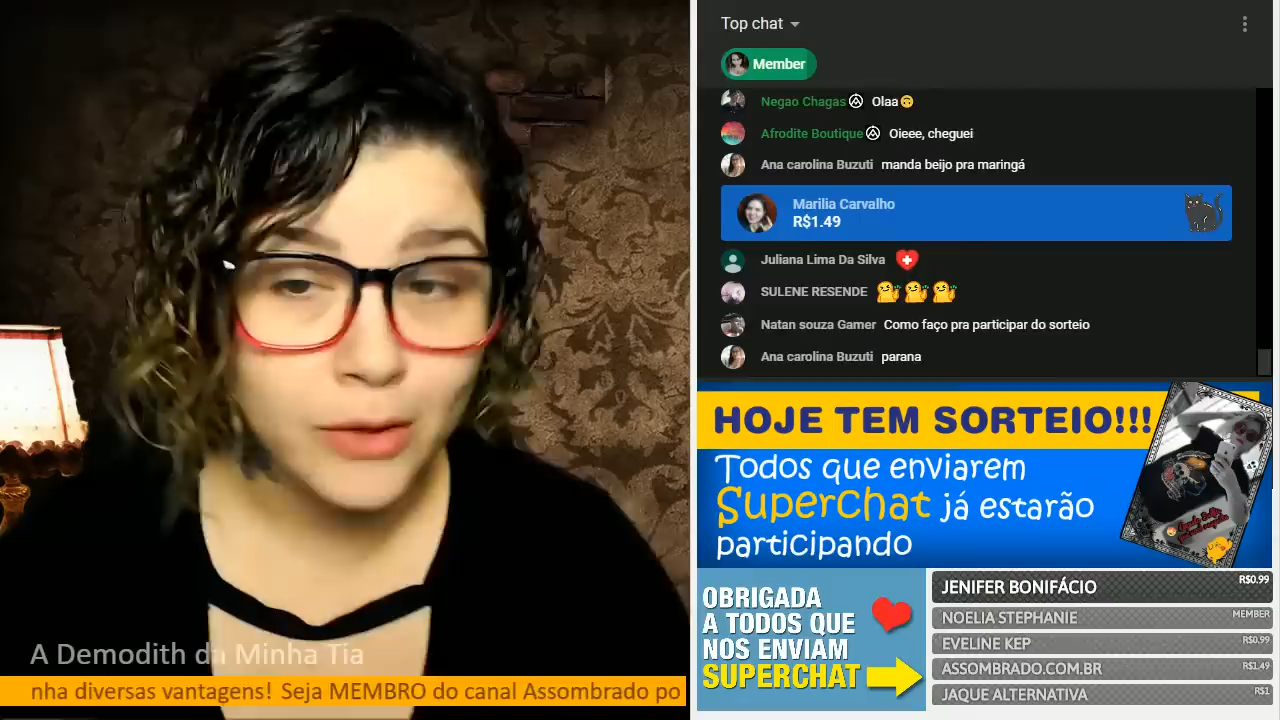 Top chat
Member
Negao Chagas Olaa
Afrodite Boutique Oieee, cheguei
Ana carolina Buzuti manda beijo pra maringá
Marilia Carvalho
R$1.49
Juliana Lima Da Silva
SULENE RESENDE
Natan souza Gamer Como faço pra participar do sorteio
Ana carolina Buzuti parana
HOJE TEM SORTEIO!!!
Todos que enviarem
Superchat já estarão
participando
OBRIGADA
A TODOS QUE
NOS ENVIAM
SUPERCHAT
JENIFER BONIFÁCIO R$0.99
NOELIA STEPHANIE MEMBER
EVELINE KEP R$0.99
ASSOMBRADO.COM.BR R$1.49
JAQUE ALTERNATIVA R$1
A Demodith da Minha Tia
nha diversas vantagens! Seja MEMBRO do canal Assombrado po